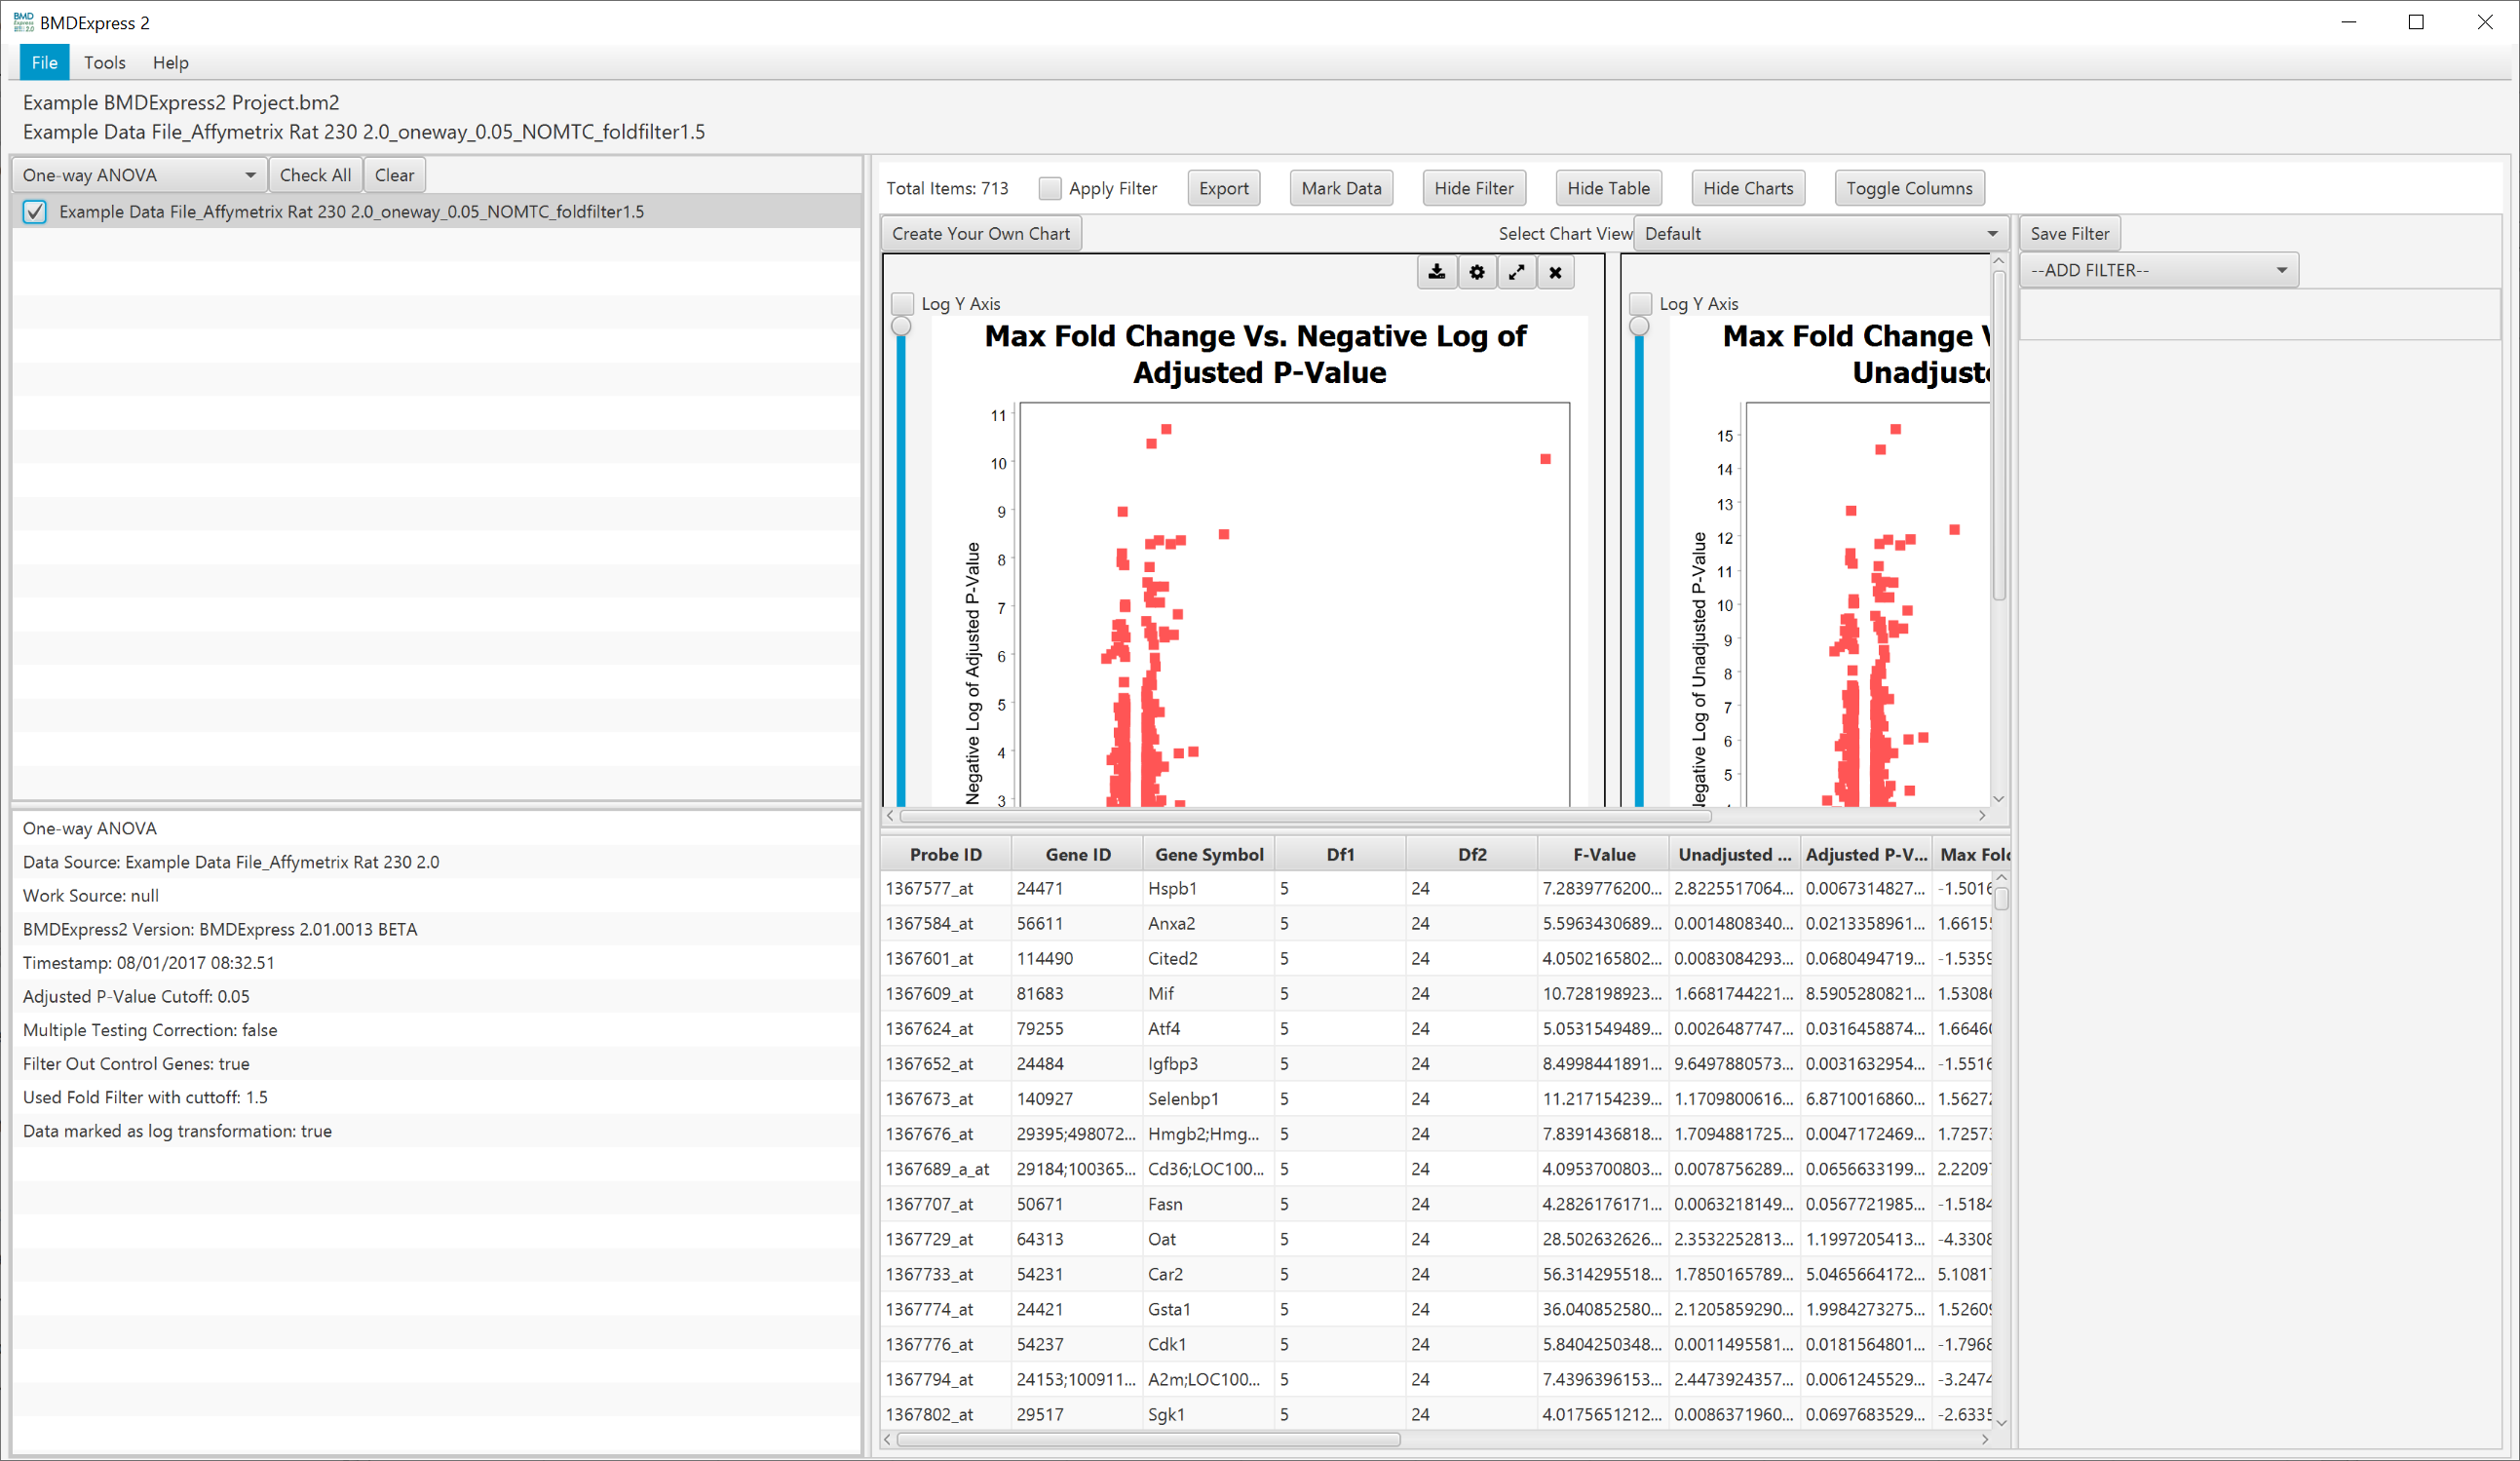 BMDExpress 2
File Tools Help
Example BMDExpress2 Project.bm2
Example Data File_Affymetrix Rat 230 2.0_oneway_0.05_NOMTC_foldfilter1.5
One-way ANOVA Check All Clear
Example Data File_Affymetrix Rat 230 2.0_oneway_0.05_NOMTC_foldfilter1.5
One-way ANOVA
Data Source: Example Data File_Affymetrix Rat 230 2.0
Work Source: null
BMDExpress2 Version: BMDExpress 2.01.0013 BETA
Timestamp: 08/01/2017 08:32.51
Adjusted P-Value Cutoff: 0.05
Multiple Testing Correction: false
Filter Out Control Genes: true
Used Fold Filter with cuttoff: 1.5
Data marked as log transformation: true
Total Items: 713 Apply Filter Export Mark Data Hide Filter Hide Table Hide Charts Toggle Columns
Create Your Own Chart Select Chart View Default
Log Y Axis
Max Fold Change Vs. Negative Log of
Adjusted P-Value
Negative Log of Adjusted P-Value
11
10
9
8
7
6
5
4
3
Log Y Axis
Max Fold Change
Unadjuste
Negative Log of Unadjusted P-Value
15
14
13
12
11
10
9
8
7
6
5
Save Filter
--ADD FILTER--
Probe ID Gene ID Gene Symbol Df1 Df2 F-Value Unadjusted ... Adjusted P-V... Max Fold
1367577_at 24471 Hspb1 5 24 7.2839776200... 2.8225517064... 0.0067314827... -1.5016
1367584_at 56611 Anxa2 5 24 5.5963430689... 0.0014808340... 0.0213358961... 1.6615
1367601_at 114490 Cited2 5 24 4.0502165802... 0.0083084293... 0.0680494719... -1.5359
1367609_at 81683 Mif 5 24 10.728198923... 1.6681744221... 8.5905280821... 1.5308
1367624_at 79255 Atf4 5 24 5.0531549489... 0.0026487747... 0.0316458874... 1.6646
1367652_at 24484 Igfbp3 5 24 8.4998441891... 9.6497880573... 0.0031632954... -1.5516
1367673_at 140927 Selenbp1 5 24 11.217154239... 1.1709800616... 6.8710016860... 1.5627
1367676_at 29395;498072... Hmgb2;Hmg... 5 24 7.8391436818... 1.7094881725... 0.0047172469... 1.7257
1367689_a_at 29184;100365... Cd36;LOC100... 5 24 4.0953700803... 0.0078756289... 0.0656633199... 2.2209
1367707_at 50671 Fasn 5 24 4.2826176171... 0.0063218149... 0.0567721985... -1.5184
1367729_at 64313 Oat 5 24 28.502632626... 2.3532252813... 1.1997205413... -4.3308
1367733_at 54231 Car2 5 24 56.314295518... 1.7850165789... 5.0465664172... 5.1081
1367774_at 24421 Gsta1 5 24 36.040852580... 2.1205859290... 1.9984273275... 1.5260
1367776_at 54237 Cdk1 5 24 5.8404250348... 0.0011495581... 0.0181564801... -1.7968
1367794_at 24153;100911... A2m;LOC100... 5 24 7.4396396153... 2.4473924357... 0.0061245529... -3.2474
1367802_at 29517 Sgk1 5 24 4.0175651212... 0.0086371960... 0.0697683529... -2.6335